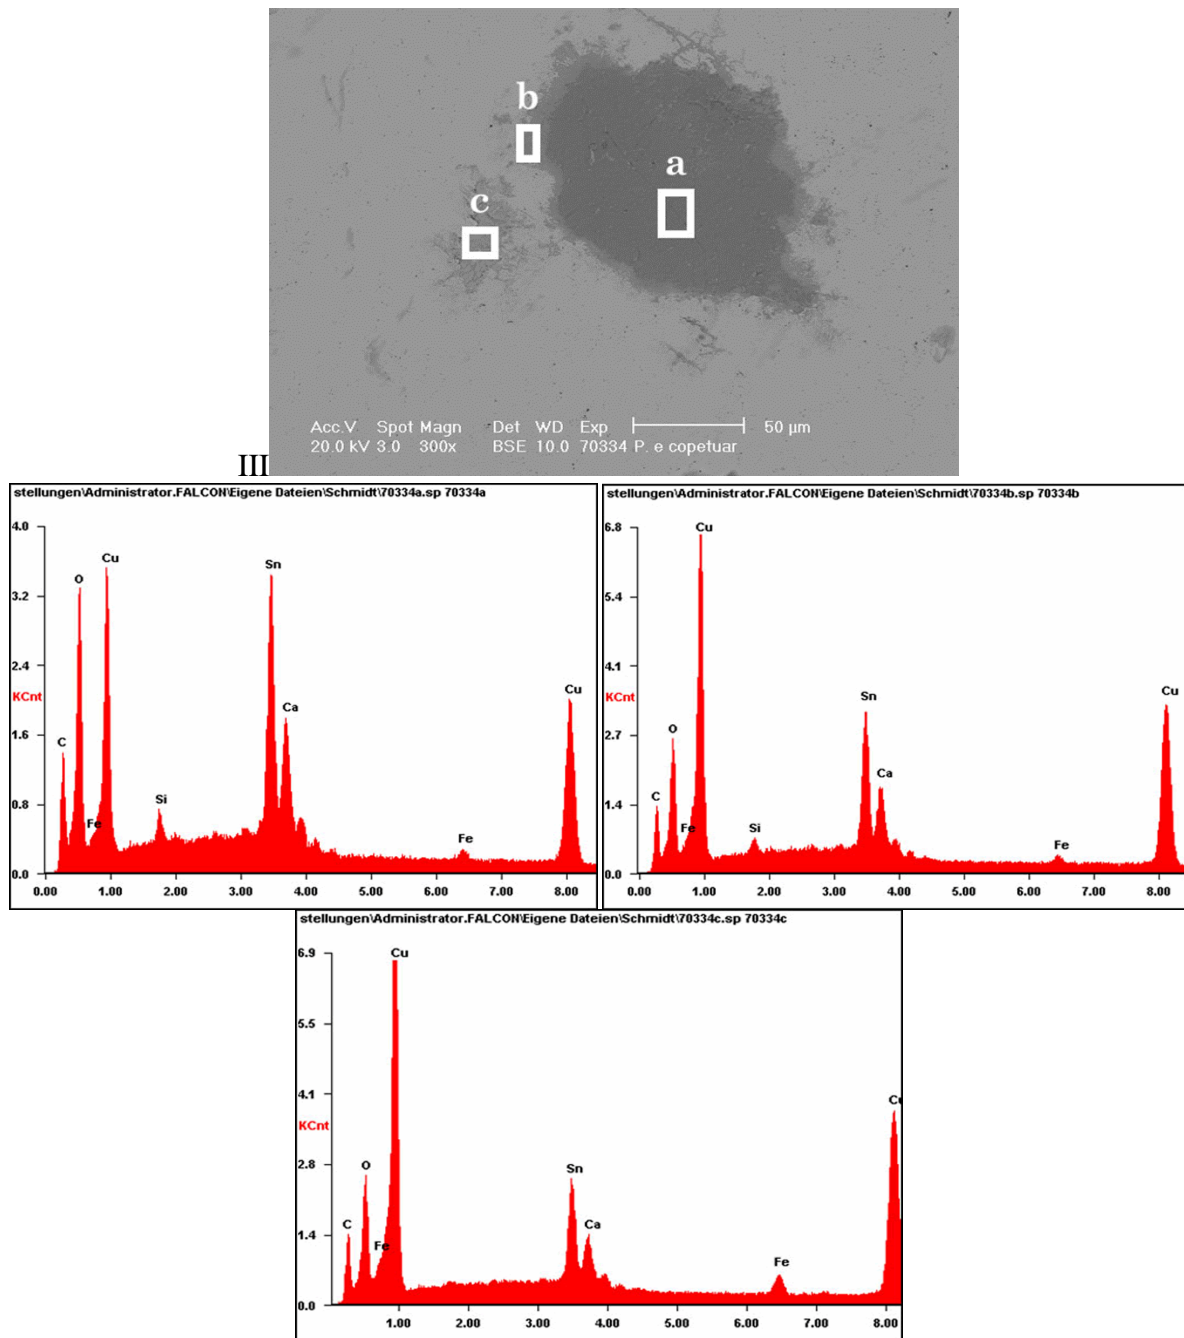 b
a
c
Acc.V Spot Magn Det WD Exp 50 µm
20.0 kV 3.0 300x BSE 10.0 70334 P. e copetuar
III
stellungen\Administrator.FALCON\Eigene Dateien\Schmidt\70334a.sp 70334a
4.0
3.2
2.4
KCnt
1.6
0.8
0.0
C
O
Fe
Cu
Si
Sn
Ca
Fe
Cu
0.00 1.00 2.00 3.00 4.00 5.00 6.00 7.00 8.00
stellungen\Administrator.FALCON\Eigene Dateien\Schmidt\70334b.sp 70334b
6.8
5.4
4.1
KCnt
2.7
1.4
0.0
C
O
Fe
Cu
Si
Sn
Ca
Fe
Cu
0.00 1.00 2.00 3.00 4.00 5.00 6.00 7.00 8.00
stellungen\Administrator.FALCON\Eigene Dateien\Schmidt\70334c.sp 70334c
6.9
5.5
4.1
KCnt
2.8
1.4
0.0
C
O
Fe
Cu
Sn
Ca
Fe
Cu
1.00 2.00 3.00 4.00 5.00 6.00 7.00 8.00